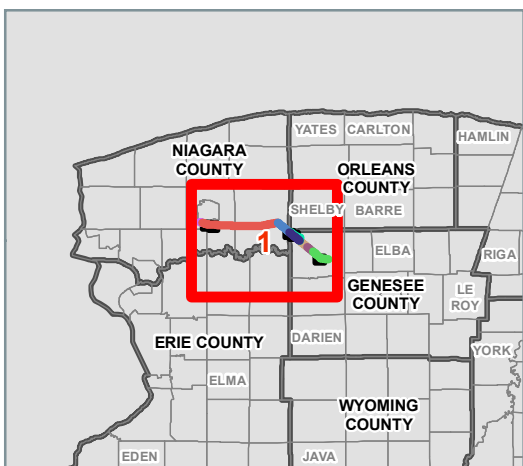 YATES
CARLTON
HAMLIN
NIAGARA
COUNTY
ORLEANS
COUNTY
SHELBY
BARRE
1
ELBA
RIGA
GENESEE
COUNTY
LE
ROY
DARIEN
ERIE COUNTY
YORK
ELMA
WYOMING
COUNTY
EDEN
JAVA